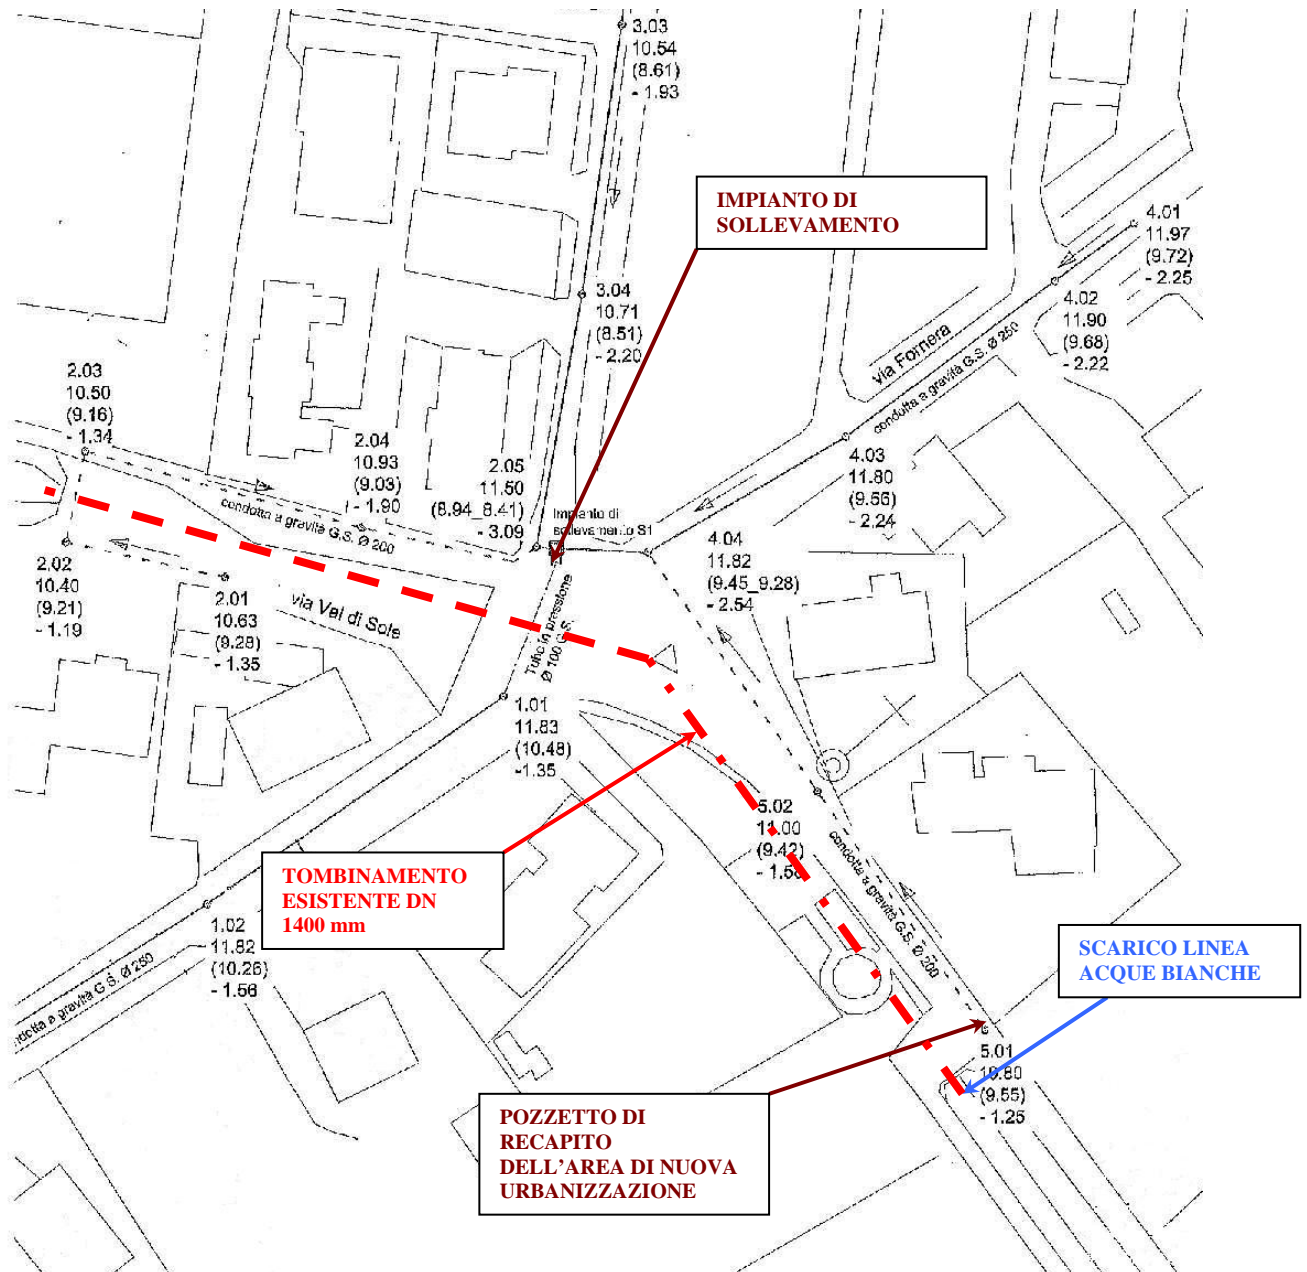 3.03
10.54
(8.61)
- 1.93
IMPIANTO DI
SOLLEVAMENTO
4.01
11.97
(9.72)
- 2.25
3.04
10.71
(8.51)
- 2.20
4.02
11.90
(9.68)
- 2.22
via Fornera
condotta a gravità G.S. Ø 250
2.03
10.50
(9.16)
- 1.34
2.04
10.93
(9.03)
- 1.90
2.05
11.50
(8.94_8.41)
- 3.09
4.03
11.80
(9.56)
- 2.24
condotta a gravità G.S. Ø 200
Impianto di
sollevamento S1
4.04
11.82
(9.45_9.28)
- 2.54
2.02
10.40
(9.21)
- 1.19
2.01
10.63
(9.28)
- 1.35
via Val di Sole
Tubo in pressione
Ø 100 G.S.
1.01
11.83
(10.48)
-1.35
5.02
11.00
(9.42)
- 1.58
condotta a gravità G.S. Ø 200
TOMBINAMENTO
ESISTENTE DN
1400 mm
1.02
11.82
(10.26)
- 1.56
condotta a gravità G.S. Ø 250
SCARICO LINEA
ACQUE BIANCHE
5.01
10.80
(9.55)
- 1.25
POZZETTO DI
RECAPITO
DELL'AREA DI NUOVA
URBANIZZAZIONE